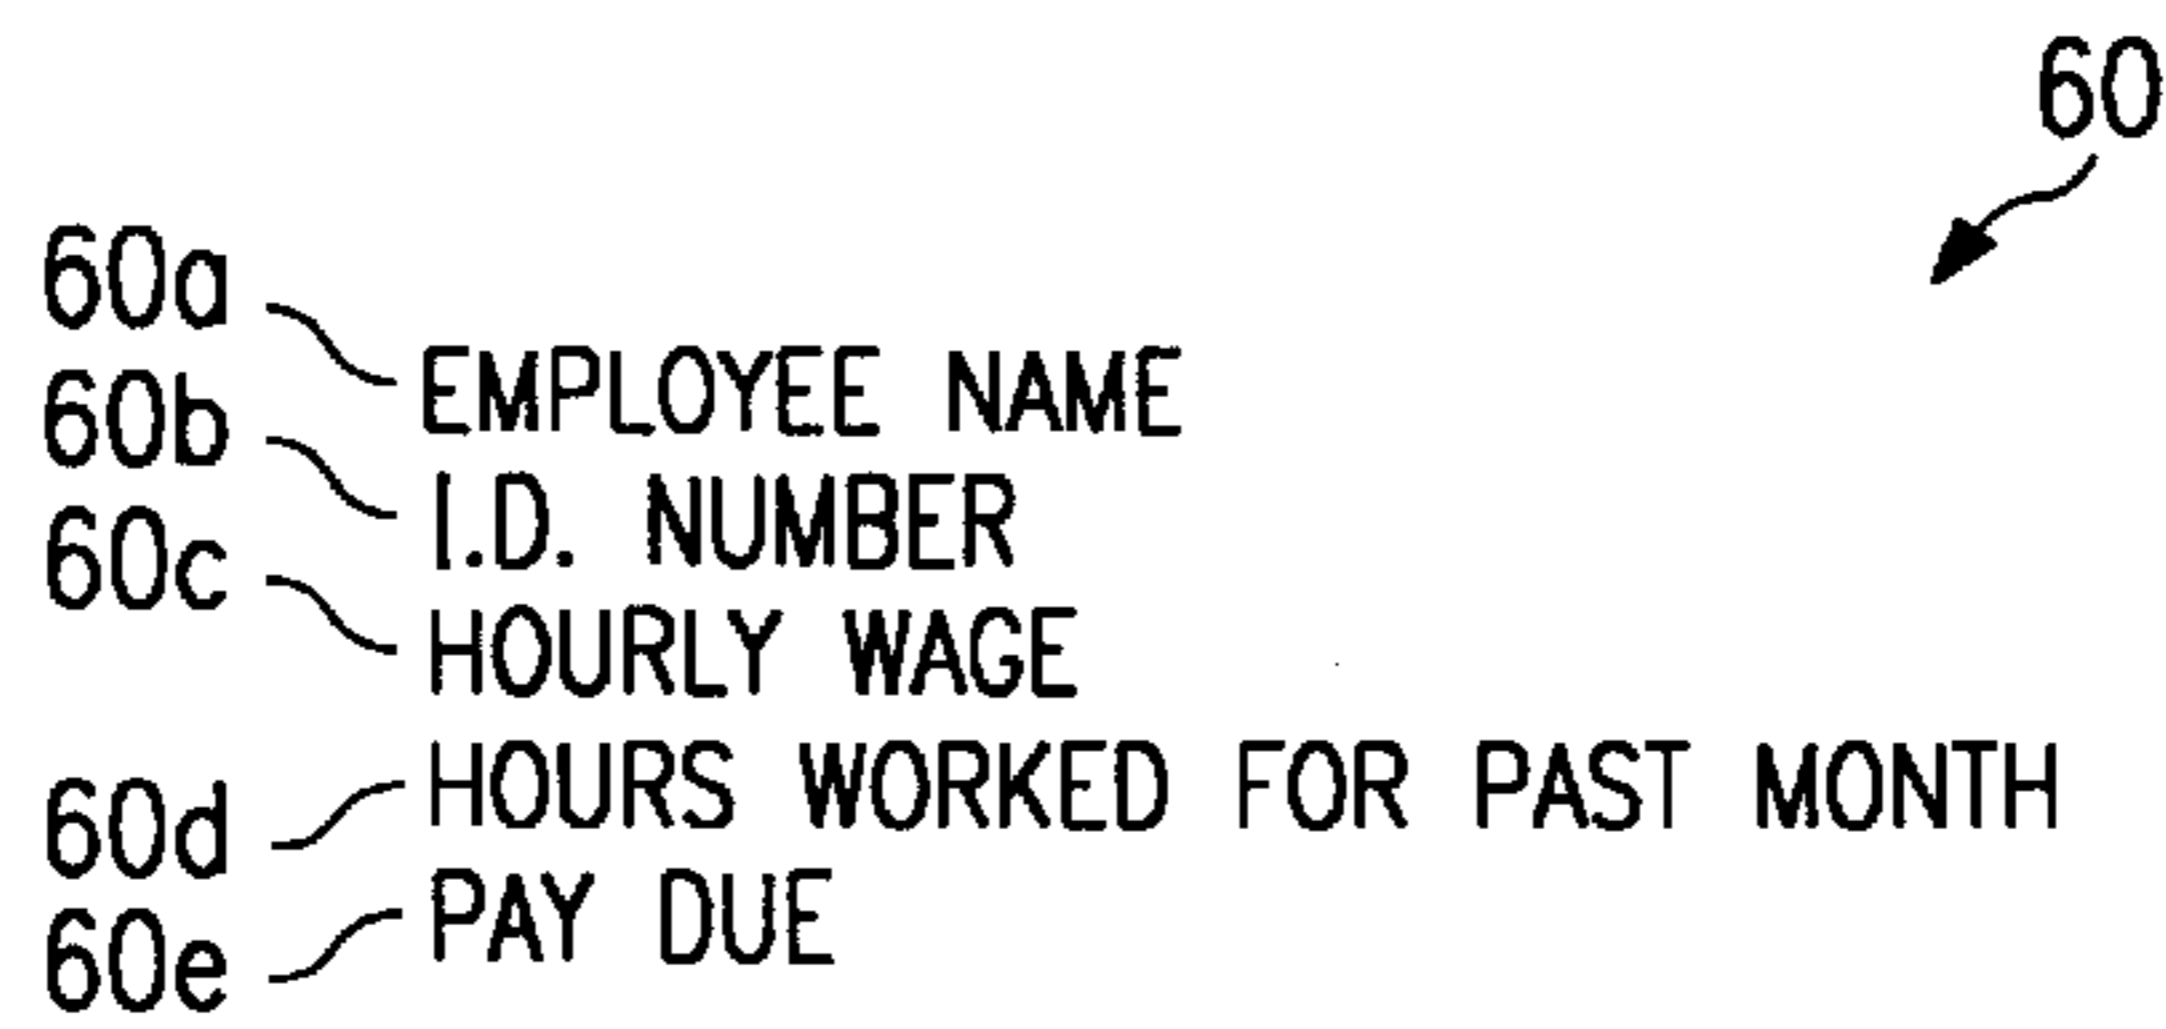 60
60a EMPLOYEE NAME
60b I.D. NUMBER
60c HOURLY WAGE
60d HOURS WORKED FOR PAST MONTH
60e PAY DUE